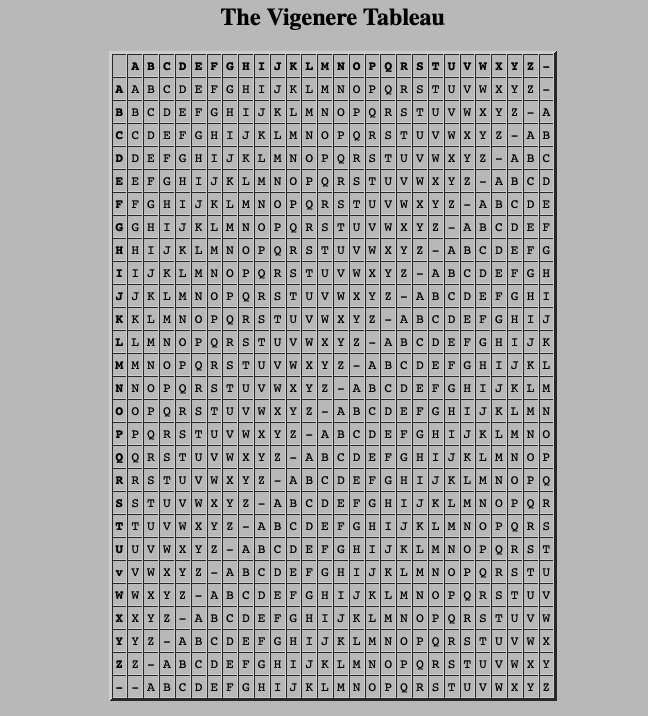 The Vigenere Tableau
A B C D E F G H I J K L M N O P Q R S T U V W X Y Z –
A A B C D E F G H I J K L M N O P Q R S T U V W X Y Z –
B B C D E F G H I J K L M N O P Q R S T U V W X Y Z – A
C C D E F G H I J K L M N O P Q R S T U V W X Y Z – A B
D D E F G H I J K L M N O P Q R S T U V W X Y Z – A B C
E E F G H I J K L M N O P Q R S T U V W X Y Z – A B C D
F F G H I J K L M N O P Q R S T U V W X Y Z – A B C D E
G G H I J K L M N O P Q R S T U V W X Y Z – A B C D E F
H H I J K L M N O P Q R S T U V W X Y Z – A B C D E F G
I I J K L M N O P Q R S T U V W X Y Z – A B C D E F G H
J J K L M N O P Q R S T U V W X Y Z – A B C D E F G H I
K K L M N O P Q R S T U V W X Y Z – A B C D E F G H I J
L L M N O P Q R S T U V W X Y Z – A B C D E F G H I J K
M M N O P Q R S T U V W X Y Z – A B C D E F G H I J K L
N N O P Q R S T U V W X Y Z – A B C D E F G H I J K L M
O O P Q R S T U V W X Y Z – A B C D E F G H I J K L M N
P P Q R S T U V W X Y Z – A B C D E F G H I J K L M N O
Q Q R S T U V W X Y Z – A B C D E F G H I J K L M N O P
R R S T U V W X Y Z – A B C D E F G H I J K L M N O P Q
S S T U V W X Y Z – A B C D E F G H I J K L M N O P Q R
T T U V W X Y Z – A B C D E F G H I J K L M N O P Q R S
U U V W X Y Z – A B C D E F G H I J K L M N O P Q R S T
v V W X Y Z – A B C D E F G H I J K L M N O P Q R S T U
W W X Y Z – A B C D E F G H I J K L M N O P Q R S T U V
X X Y Z – A B C D E F G H I J K L M N O P Q R S T U V W
Y Y Z – A B C D E F G H I J K L M N O P Q R S T U V W X
Z Z – A B C D E F G H I J K L M N O P Q R S T U V W X Y
– – A B C D E F G H I J K L M N O P Q R S T U V W X Y Z